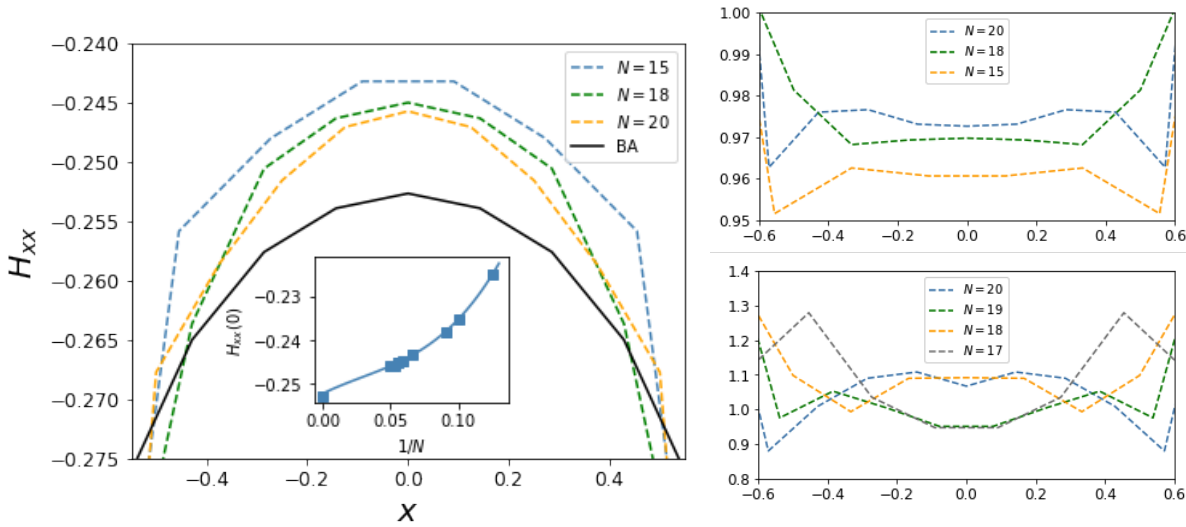 −0.240
−0.245
−0.250
−0.255
−0.260
−0.265
−0.270
−0.275
H_xx
−0.4 −0.2 0.0 0.2 0.4
x
N = 15
N = 18
N = 20
BA
−0.23
−0.24
−0.25
H_xx(0)
0.00 0.05 0.10
1/N
1.00
0.99
0.98
0.97
0.96
0.95
−0.6 −0.4 −0.2 0.0 0.2 0.4 0.6
N = 20
N = 18
N = 15
1.4
1.3
1.2
1.1
1.0
0.9
0.8
−0.6 −0.4 −0.2 0.0 0.2 0.4 0.6
N = 20
N = 19
N = 18
N = 17